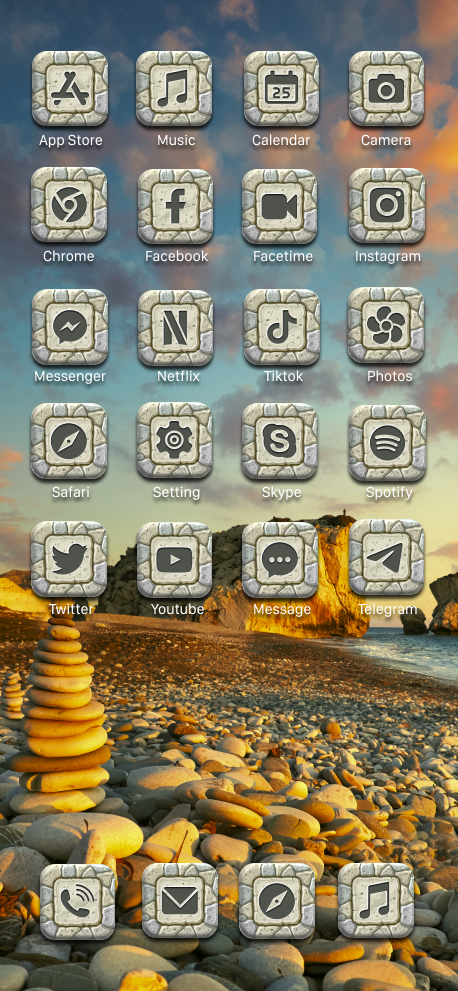 App Store Music Calendar Camera
25
Chrome Facebook Facetime Instagram
Messenger Netflix Tiktok Photos
Safari Setting Skype Spotify
Twitter Youtube Message Telegram